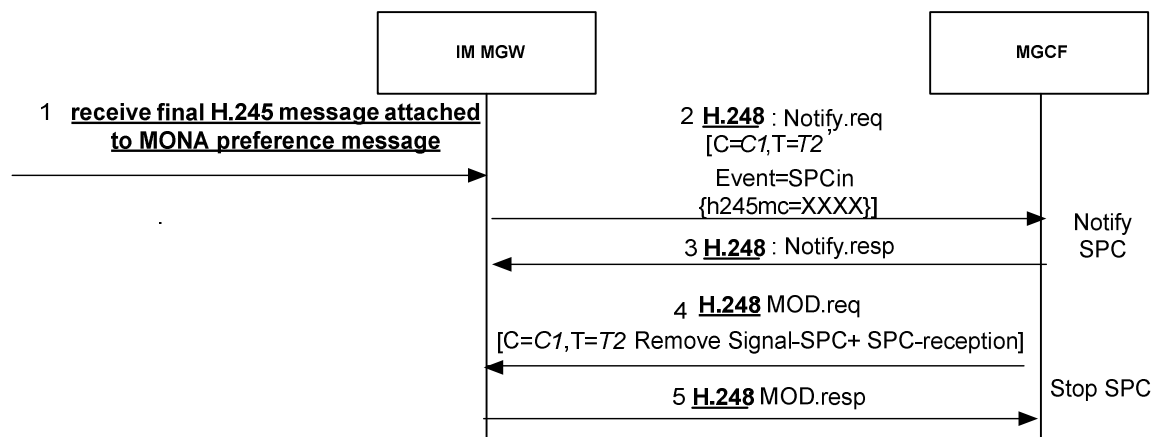 IM MGW
MGCF
1 receive final H.245 message attached
to MONA preference message
2 H.248 : Notify.req
[C=C1,T=T2,
Event=SPCin
{h245mc=XXXX}]
Notify
SPC
3 H.248 : Notify.resp
4 H.248 MOD.req
[C=C1,T=T2 Remove Signal-SPC+ SPC-reception]
Stop SPC
5 H.248 MOD.resp